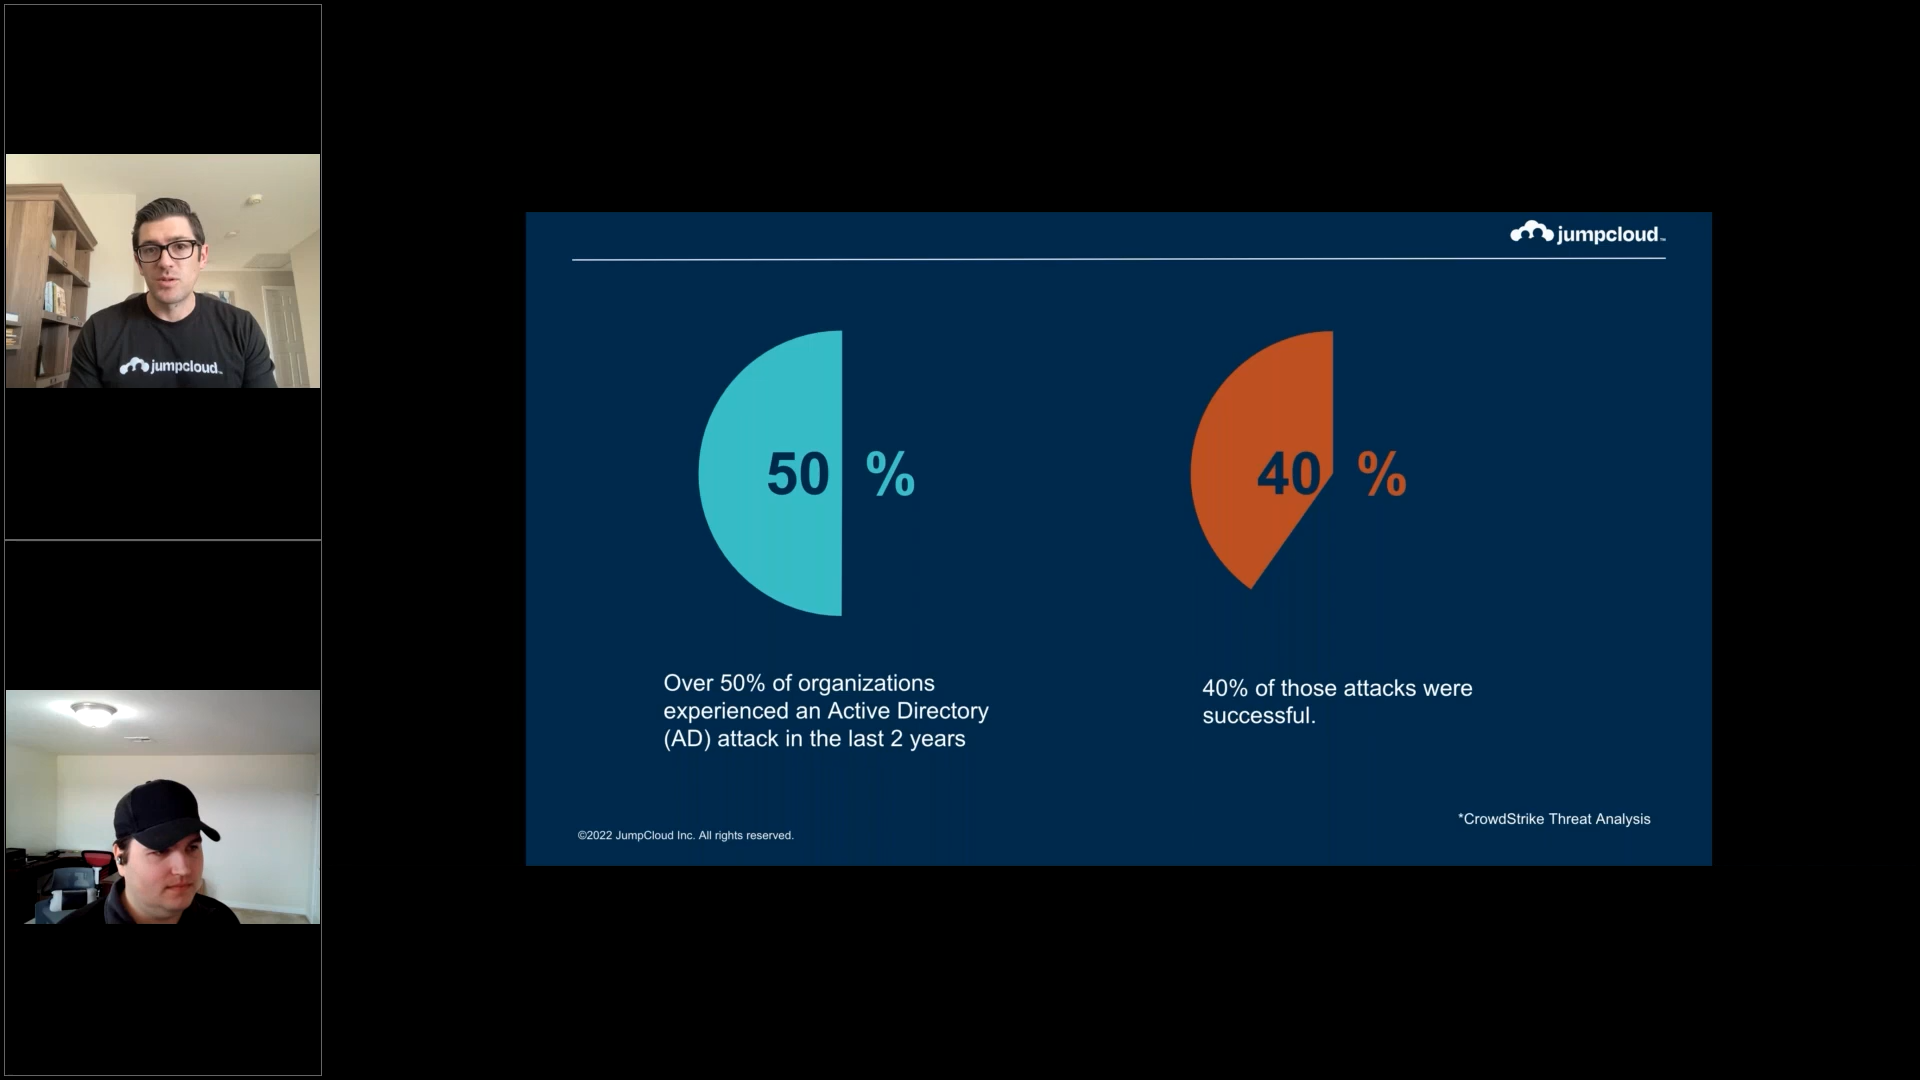 jumpcloud
jumpcloud™
50 %
40 %
Over 50% of organizations
experienced an Active Directory
(AD) attack in the last 2 years
40% of those attacks were
successful.
*CrowdStrike Threat Analysis
©2022 JumpCloud Inc. All rights reserved.